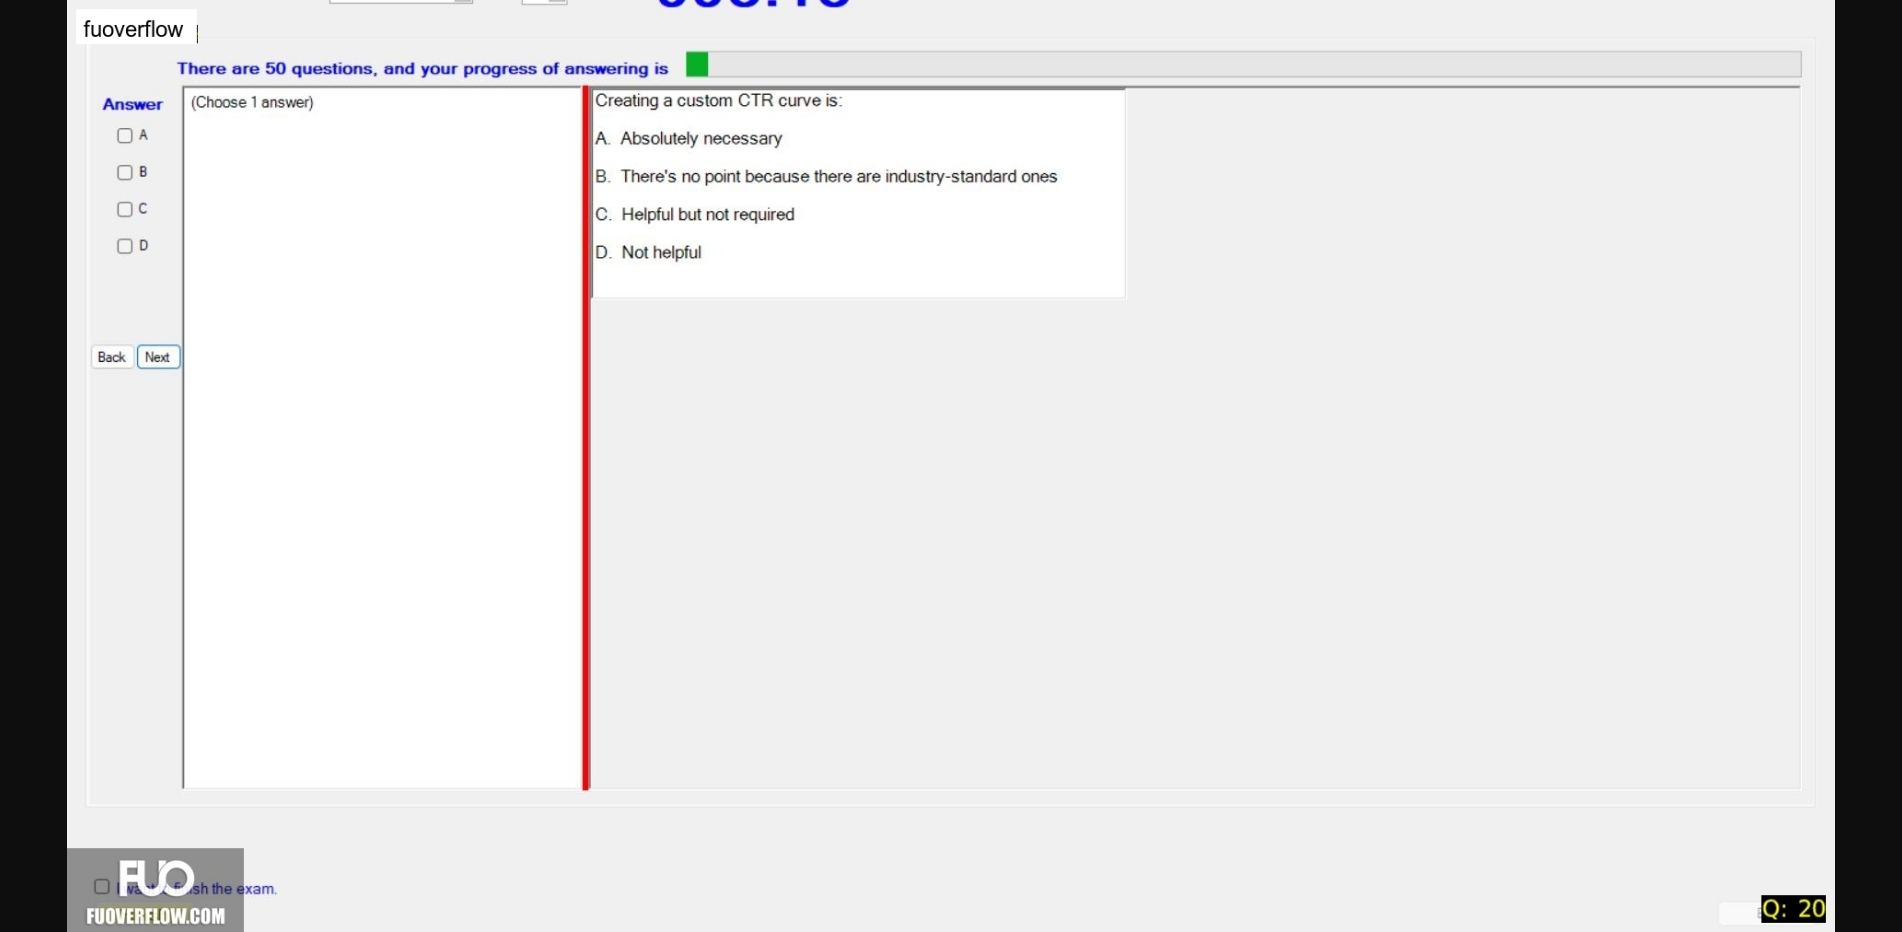 fuoverflow
There are 50 questions, and your progress of answering is
Answer
A
B
C
D
Back Next
(Choose 1 answer)
Creating a custom CTR curve is:
A. Absolutely necessary
B. There's no point because there are industry-standard ones
C. Helpful but not required
D. Not helpful
FUO
sh the exam.
FUOVERFLOW.COM
Q: 20